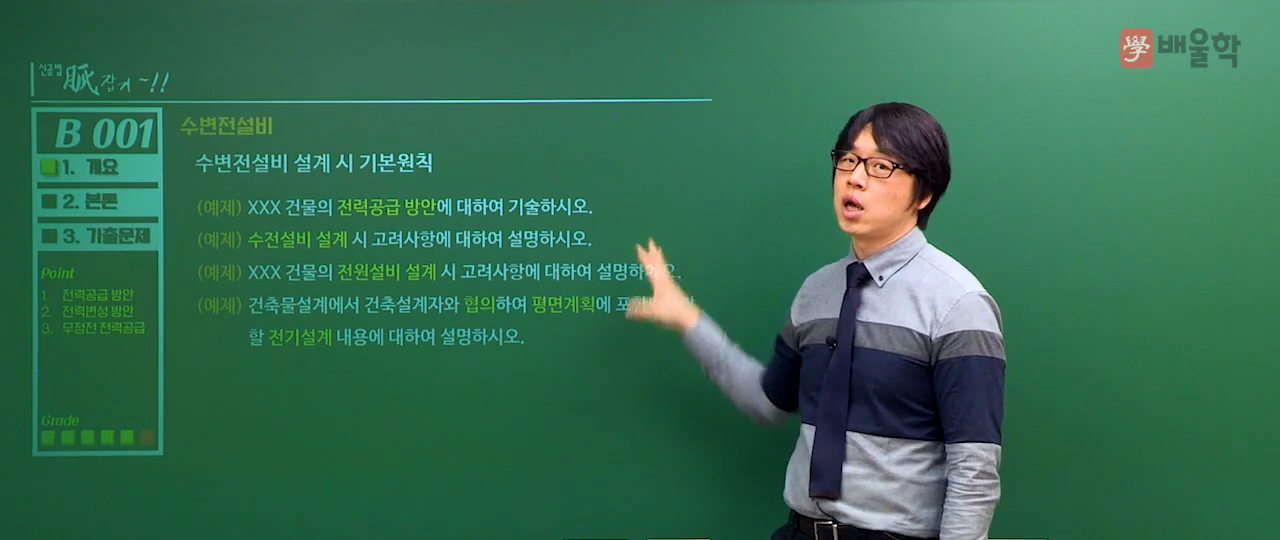 學 배울학
신공법 脈 잡기~!!
B 001
1. 개요
2. 본론
3. 기출문제
Point
1. 전력공급 방안
2. 전력변성 방안
3. 무정전 전력공급
Grade
수변전설비
수변전설비 설계 시 기본원칙
(예제) XXX 건물의 전력공급 방안에 대하여 기술하시오.
(예제) 수전설비 설계 시 고려사항에 대하여 설명하시오.
(예제) XXX 건물의 전원설비 설계 시 고려사항에 대하여 설명하시오.
(예제) 건축물설계에서 건축설계자와 협의하여 평면계획에
할 전기설계 내용에 대하여 설명하시오.